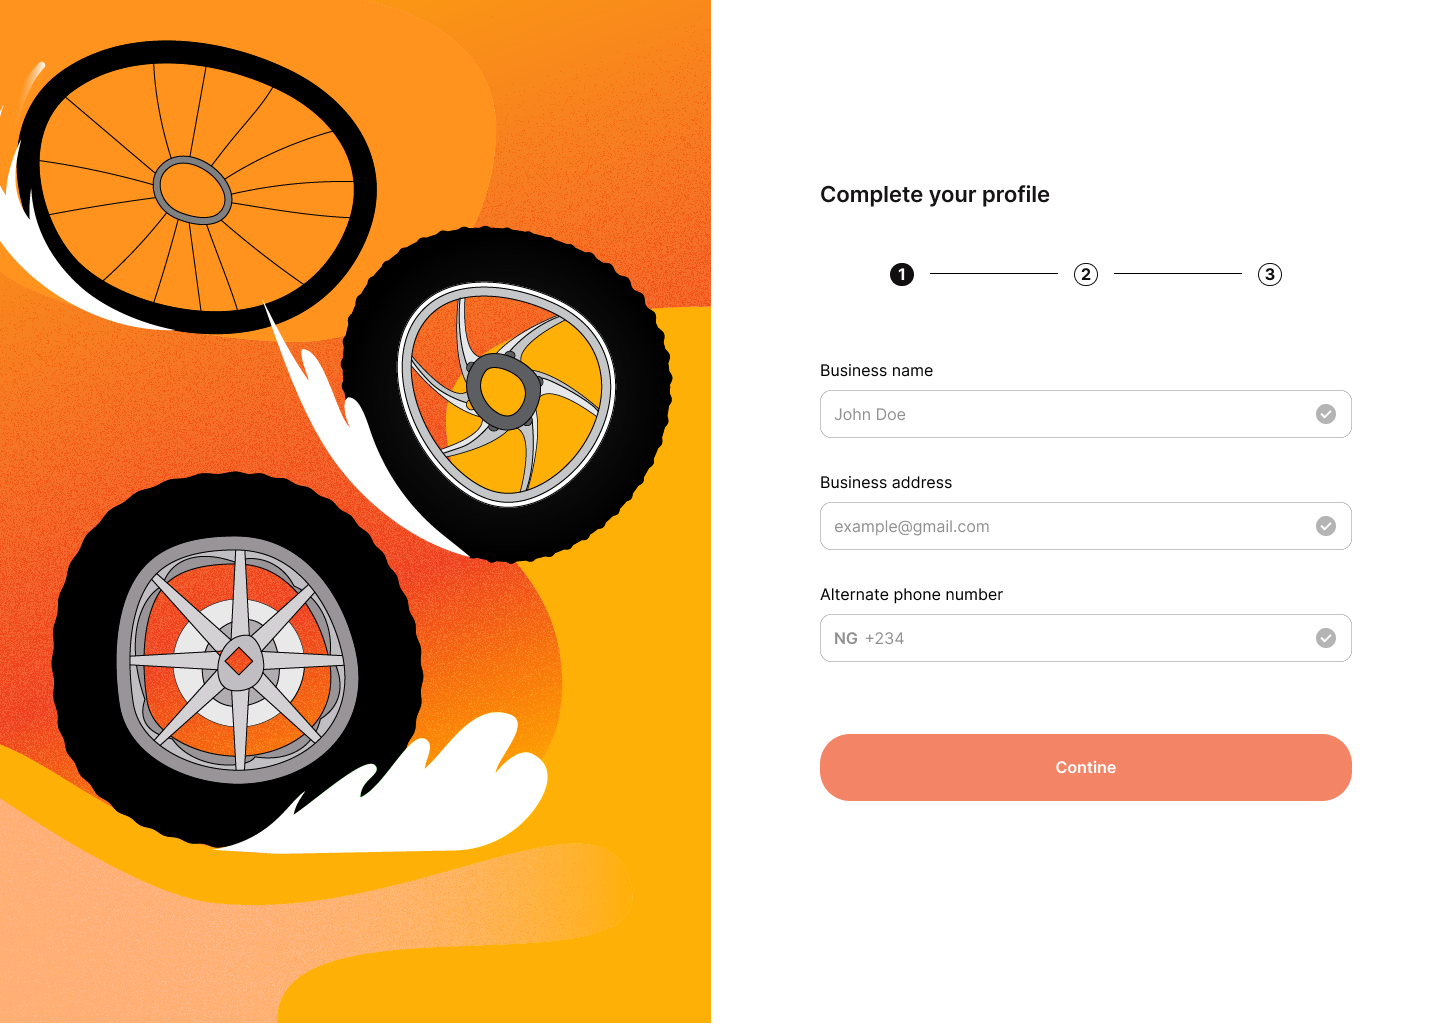 Complete your profile
1 2 3
Business name
John Doe
Business address
example@gmail.com
Alternate phone number
NG +234
Contine